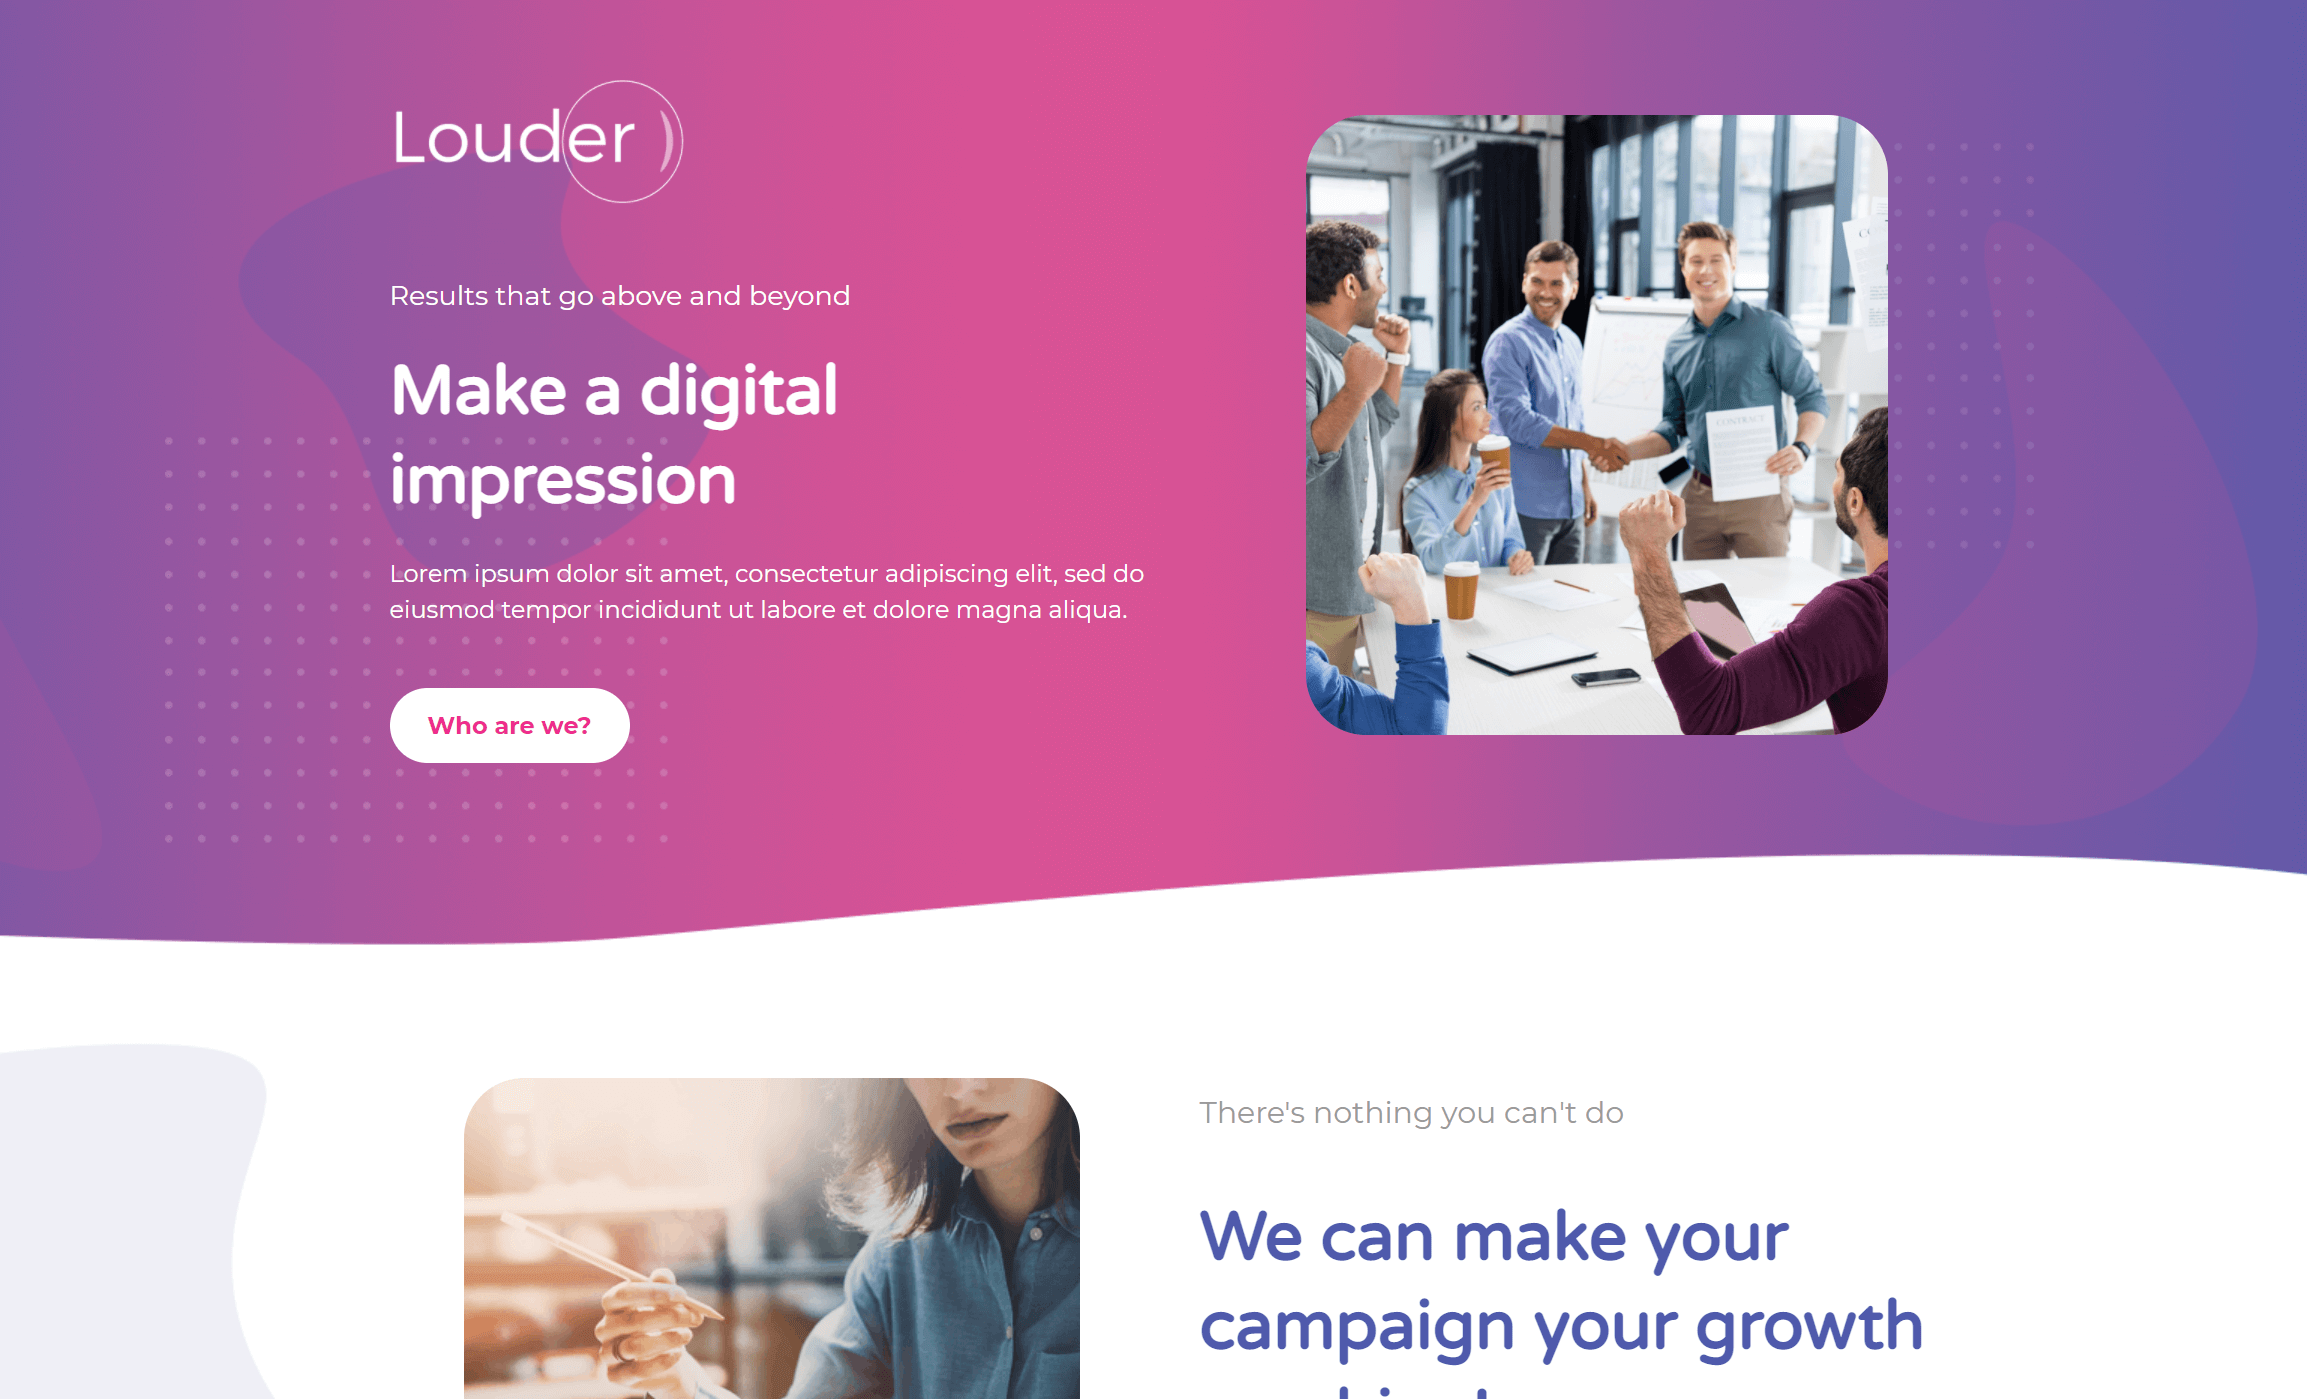 Louder
Results that go above and beyond
Make a digital
impression
Lorem ipsum dolor sit amet, consectetur adipiscing elit, sed do
eiusmod tempor incididunt ut labore et dolore magna aliqua.
Who are we?
CONTRACT
There's nothing you can't do
We can make your
campaign your growth